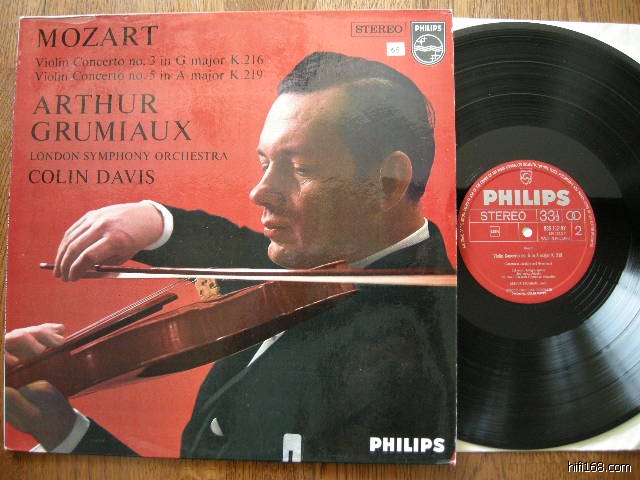 MOZART
Violin Concerto no. 3 in G major K.216
Violin Concerto no. 5 in A major K.219
ARTHUR
GRUMIAUX
LONDON SYMPHONY ORCHESTRA
COLIN DAVIS
STEREO
PHILIPS
65
PHILIPS
PHILIPS
STEREO
33⅓
2
hifi168.com